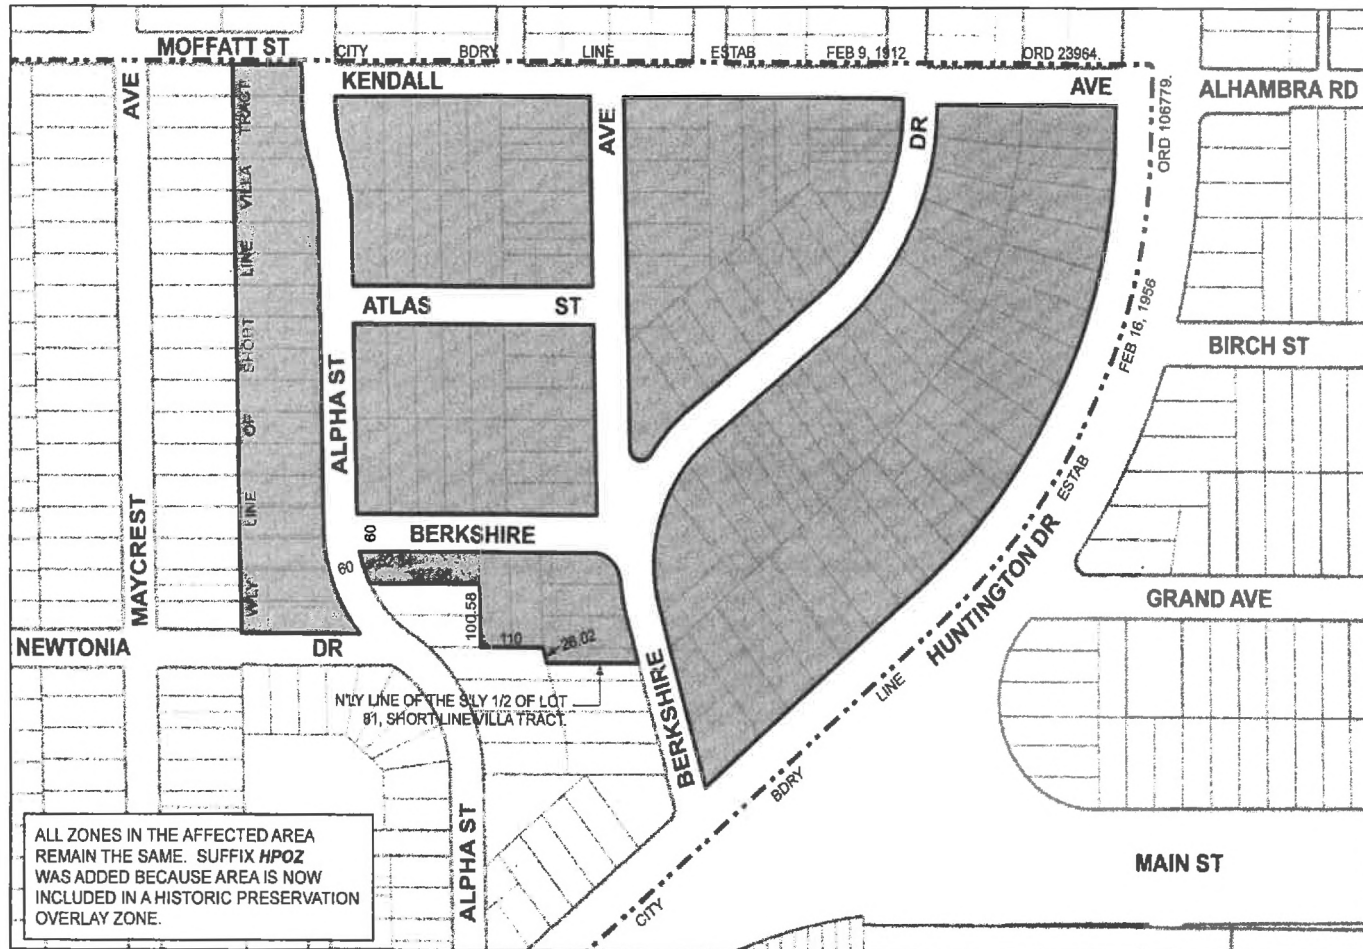 MOFFATT ST
CITY BDRY LINE ESTAB FEB 9, 1912 ORD 23964.
KENDALL AVE
ALHAMBRA RD
AVE
AVE
DR
ORD 106779.
WLY LINE OF SHORT LINE VILLA TRACT
FEB 16, 1956
ATLAS ST
BIRCH ST
ALPHA ST
ESTAB
MAYCREST
60
BERKSHIRE
60
HUNTINGTON DR
GRAND AVE
100.58
110
26.02
NEWTONIA DR
LINE
N'LY LINE OF THE S'LY 1/2 OF LOT
81, SHORT LINE VILLA TRACT.
BERKSHIRE
BDRY
ALPHA ST
CITY
MAIN ST
ALL ZONES IN THE AFFECTED AREA
REMAIN THE SAME. SUFFIX HPOZ
WAS ADDED BECAUSE AREA IS NOW
INCLUDED IN A HISTORIC PRESERVATION
OVERLAY ZONE.